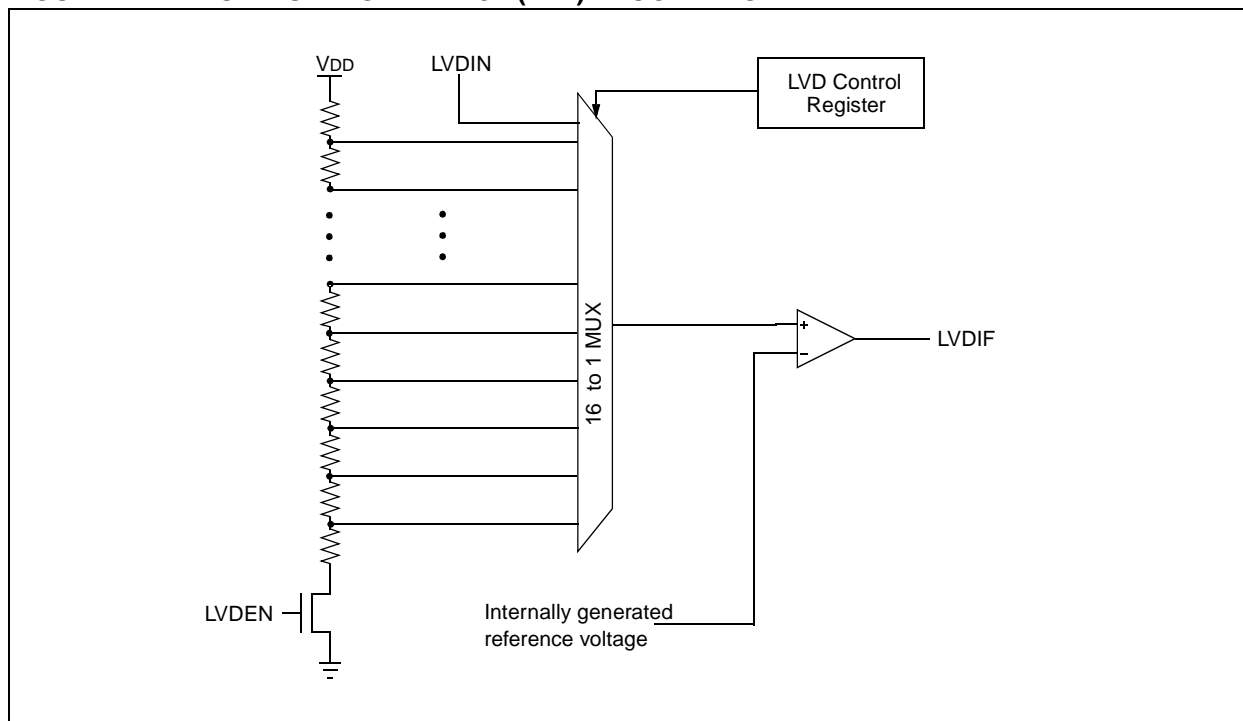 VDD
LVDIN
LVD Control
Register
16 to 1 MUX
+
–
LVDIF
LVDEN
Internally generated
reference voltage